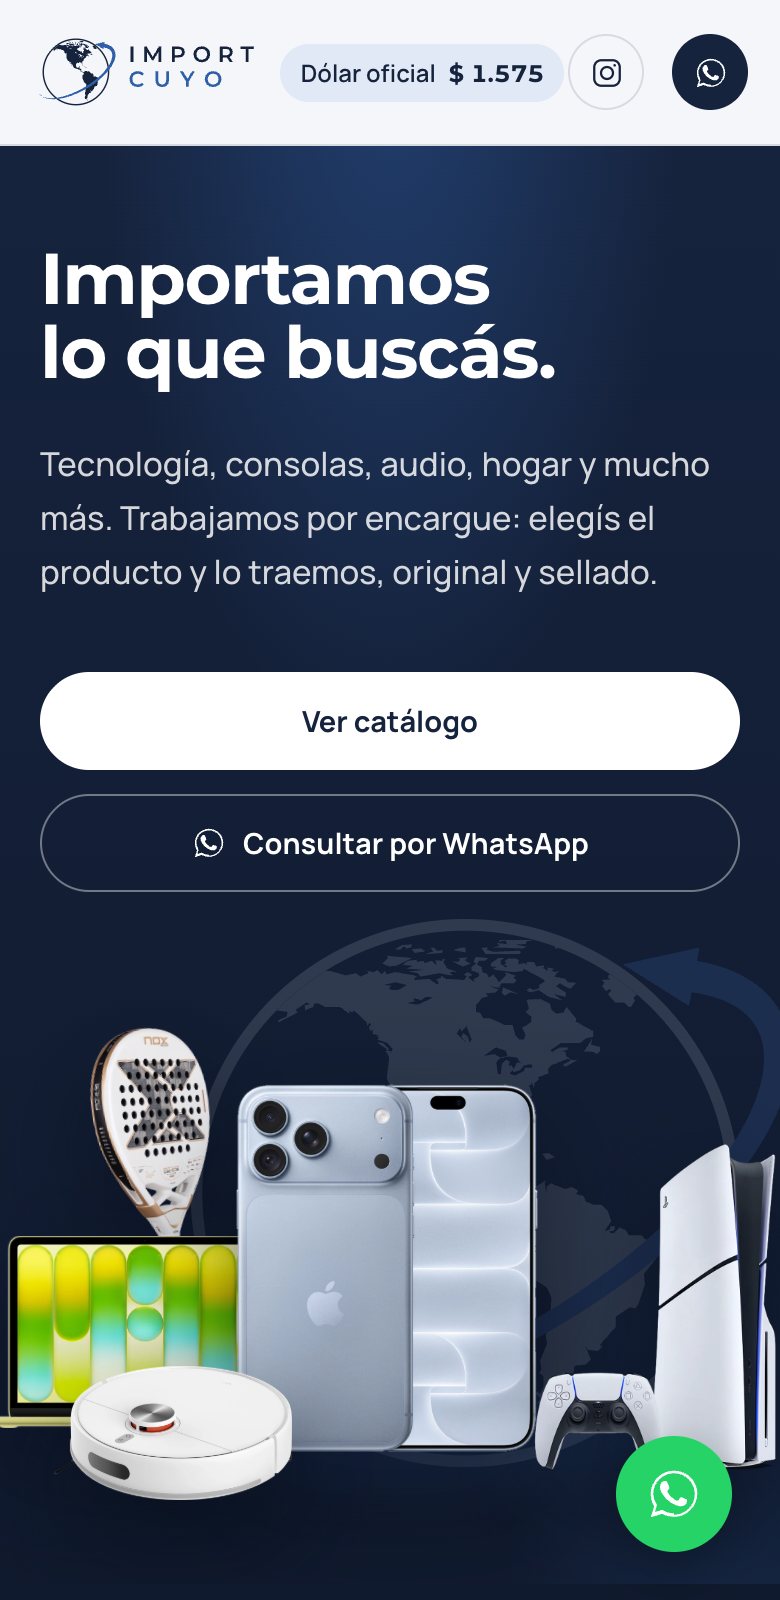 IMPORT
CUYO
Dólar oficial $ 1.575
Importamos
lo que buscás.
Tecnología, consolas, audio, hogar y mucho
más. Trabajamos por encargue: elegís el
producto y lo traemos, original y sellado.
Ver catálogo
Consultar por WhatsApp
nox